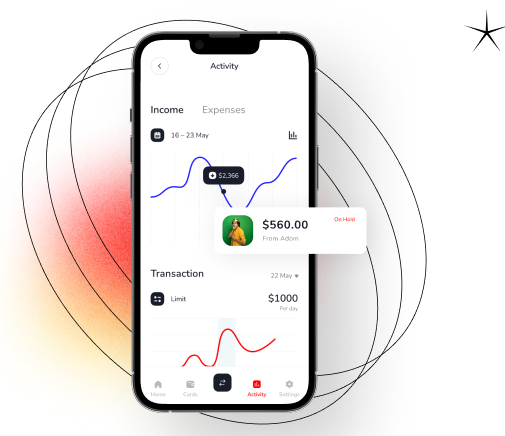 Activity
Income Expenses
16 – 23 May
$2,366
$560.00 On Hold
From Adom
Transaction 22 May
Limit $1000
Per day
Home Cards Activity Settings